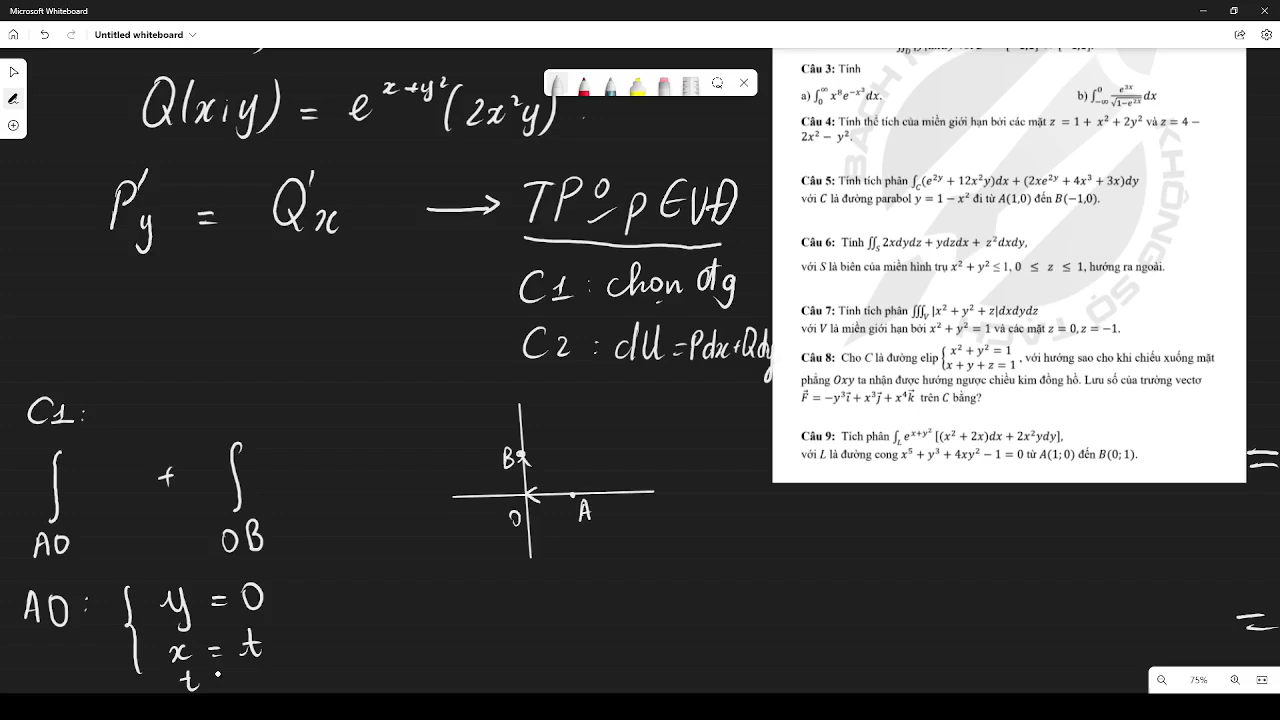 Microsoft Whiteboard
Untitled whiteboard
Q(x;y) = e^{x+y²} (2x²y)
P'y = Q'x → TP º p ∈ VĐ
C1 : chọn đtg
C2 : dU = Pdx+Qdy
C1:
∫ + ∫
AO OB
B
O A
AO : { y = 0
x = t
t :
Câu 3: Tính
a) ∫₀^∞ x⁸e^{−x³}dx. b) ∫_{−∞}^0 e^{3x}/√(1−e^{2x}) dx
Câu 4: Tính thể tích của miền giới hạn bởi các mặt z = 1 + x² + 2y² và z = 4 −
2x² − y².
Câu 5: Tính tích phân ∫_C(e^{2y} + 12x²y)dx + (2xe^{2y} + 4x³ + 3x)dy
với C là đường parabol y = 1 − x² đi từ A(1,0) đến B(−1,0).
Câu 6: Tính ∬_S 2xdydz + ydzdx + z²dxdy,
với S là biên của miền hình trụ x² + y² ≤ 1, 0 ≤ z ≤ 1, hướng ra ngoài.
Câu 7: Tính tích phân ∭_V |x² + y² + z|dxdydz
với V là miền giới hạn bởi x² + y² = 1 và các mặt z = 0, z = −1.
Câu 8: Cho C là đường elip {x² + y² = 1
x + y + z = 1 , với hướng sao cho khi chiếu xuống mặt
phẳng Oxy ta nhận được hướng ngược chiều kim đồng hồ. Lưu số của trường vectơ
F⃗ = −y³i⃗ + x³j⃗ + x⁴k⃗ trên C bằng?
Câu 9: Tích phân ∫_L e^{x+y²} [(x² + 2x)dx + 2x²ydy],
với L là đường cong x⁵ + y³ + 4xy² − 1 = 0 từ A(1; 0) đến B(0; 1).
=
=
75%